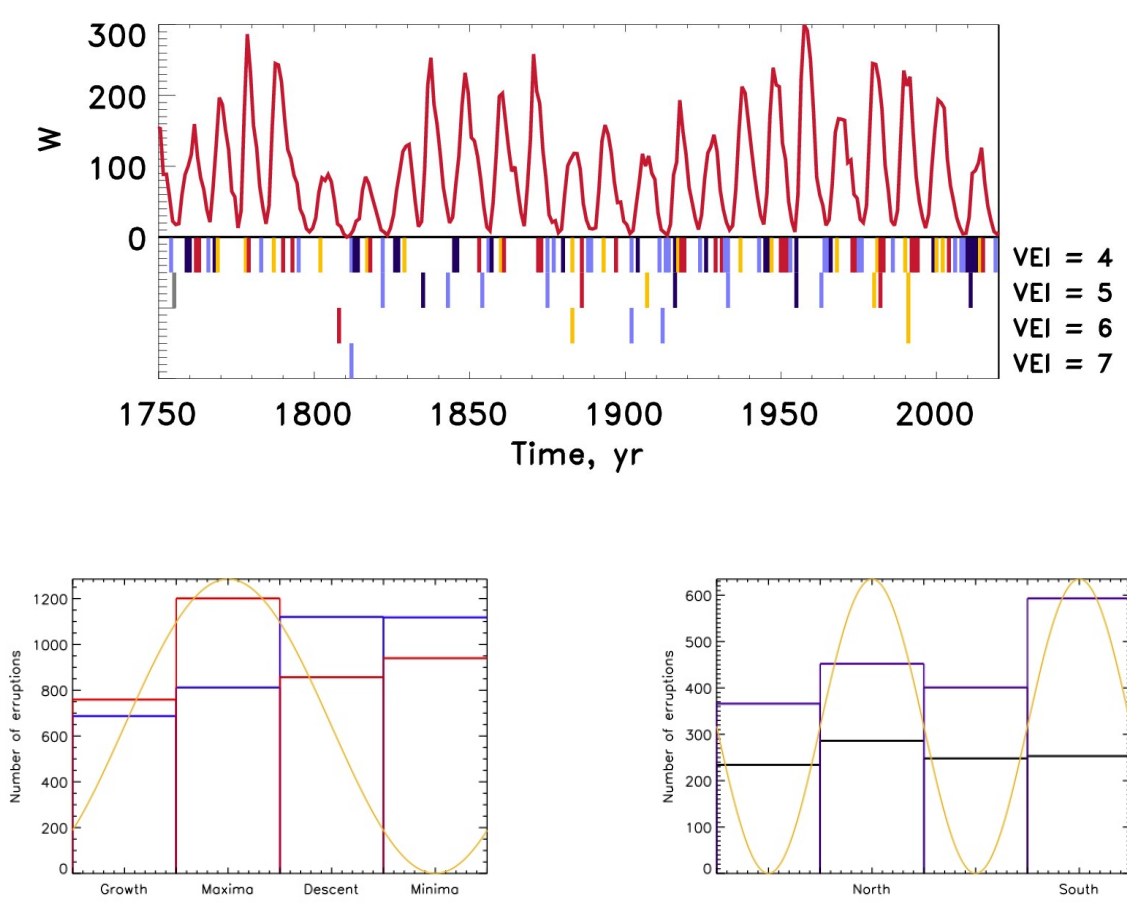 300
200
100
0
W
VEI = 4
VEI = 5
VEI = 6
VEI = 7
1750 1800 1850 1900 1950 2000
Time, yr
1200
1000
800
600
400
200
0
Number of erruptions
Growth Maxima Descent Minima
600
500
400
300
200
100
0
Number of erruptions
North South